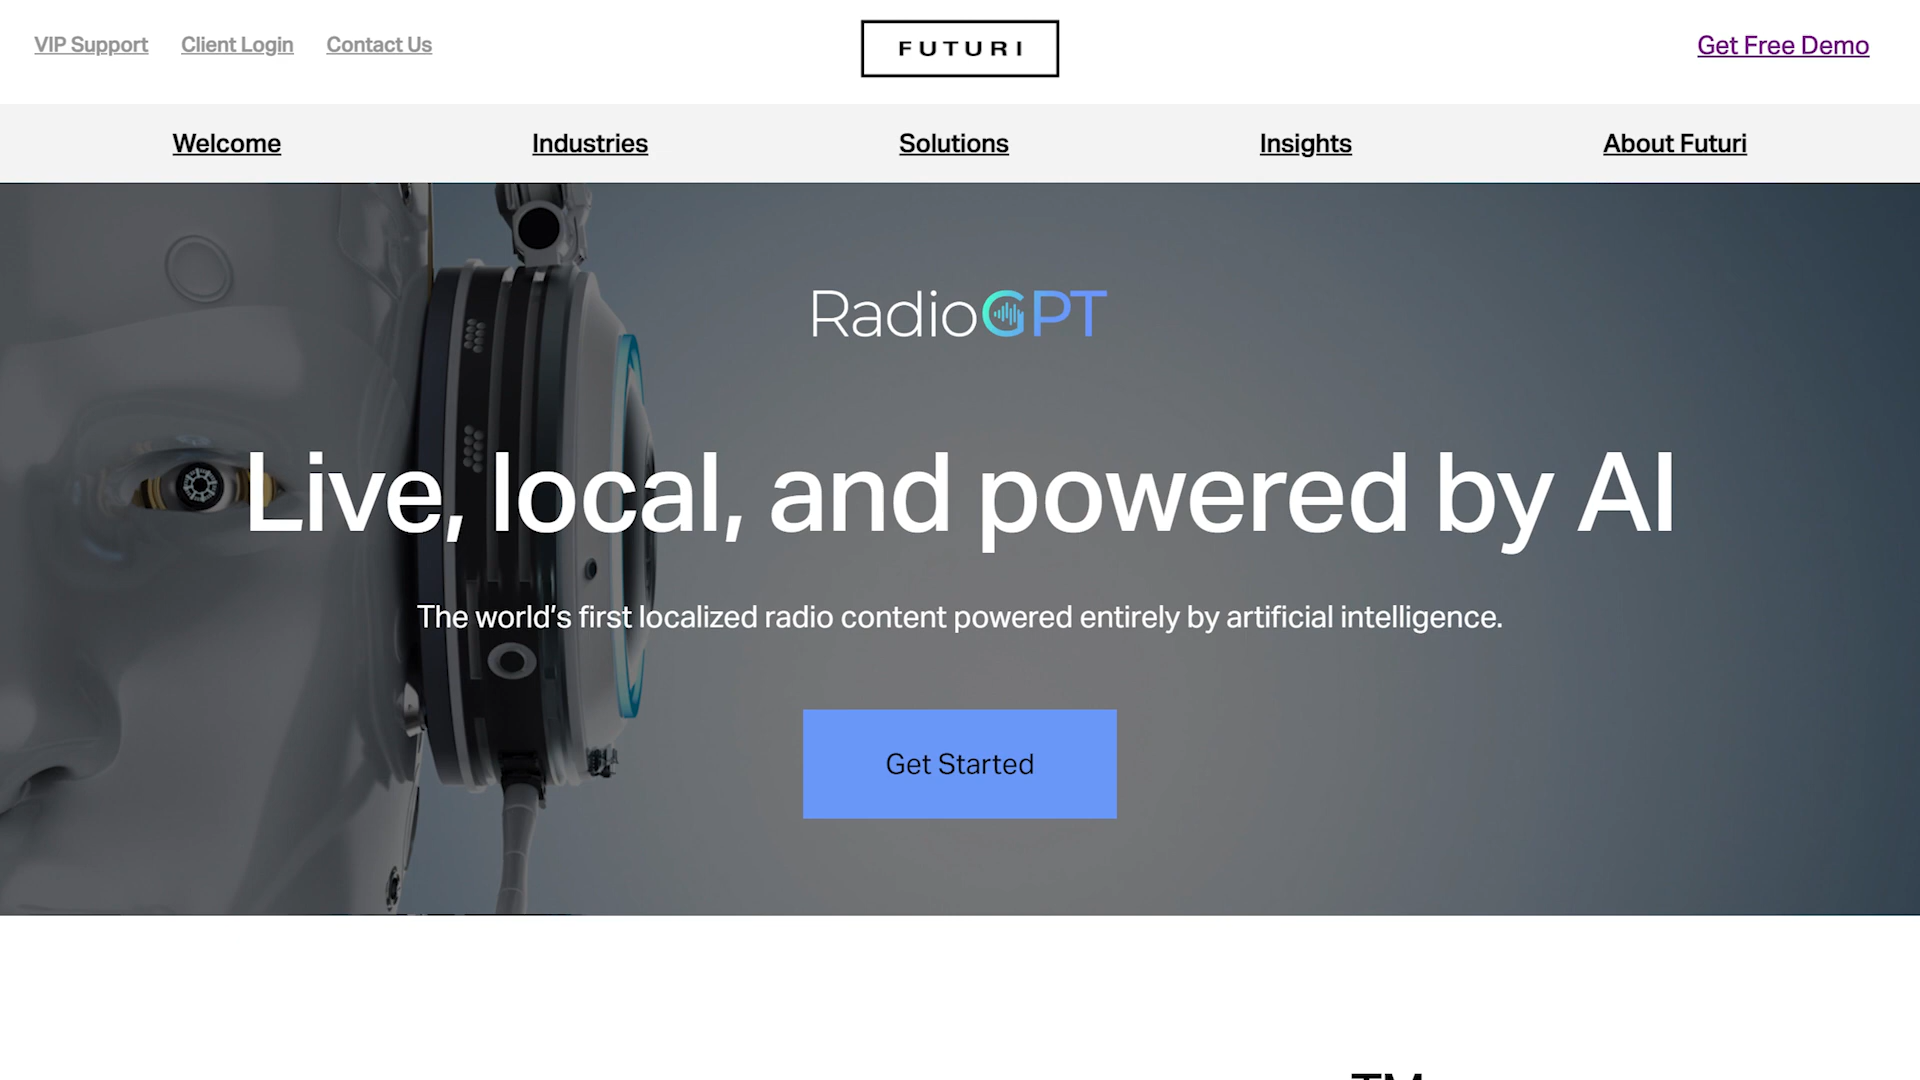 VIP Support Client Login Contact Us
FUTURI
Get Free Demo
Welcome Industries Solutions Insights About Futuri
RadioGPT
Live, local, and powered by AI
The world’s first localized radio content powered entirely by artificial intelligence.
Get Started
TM